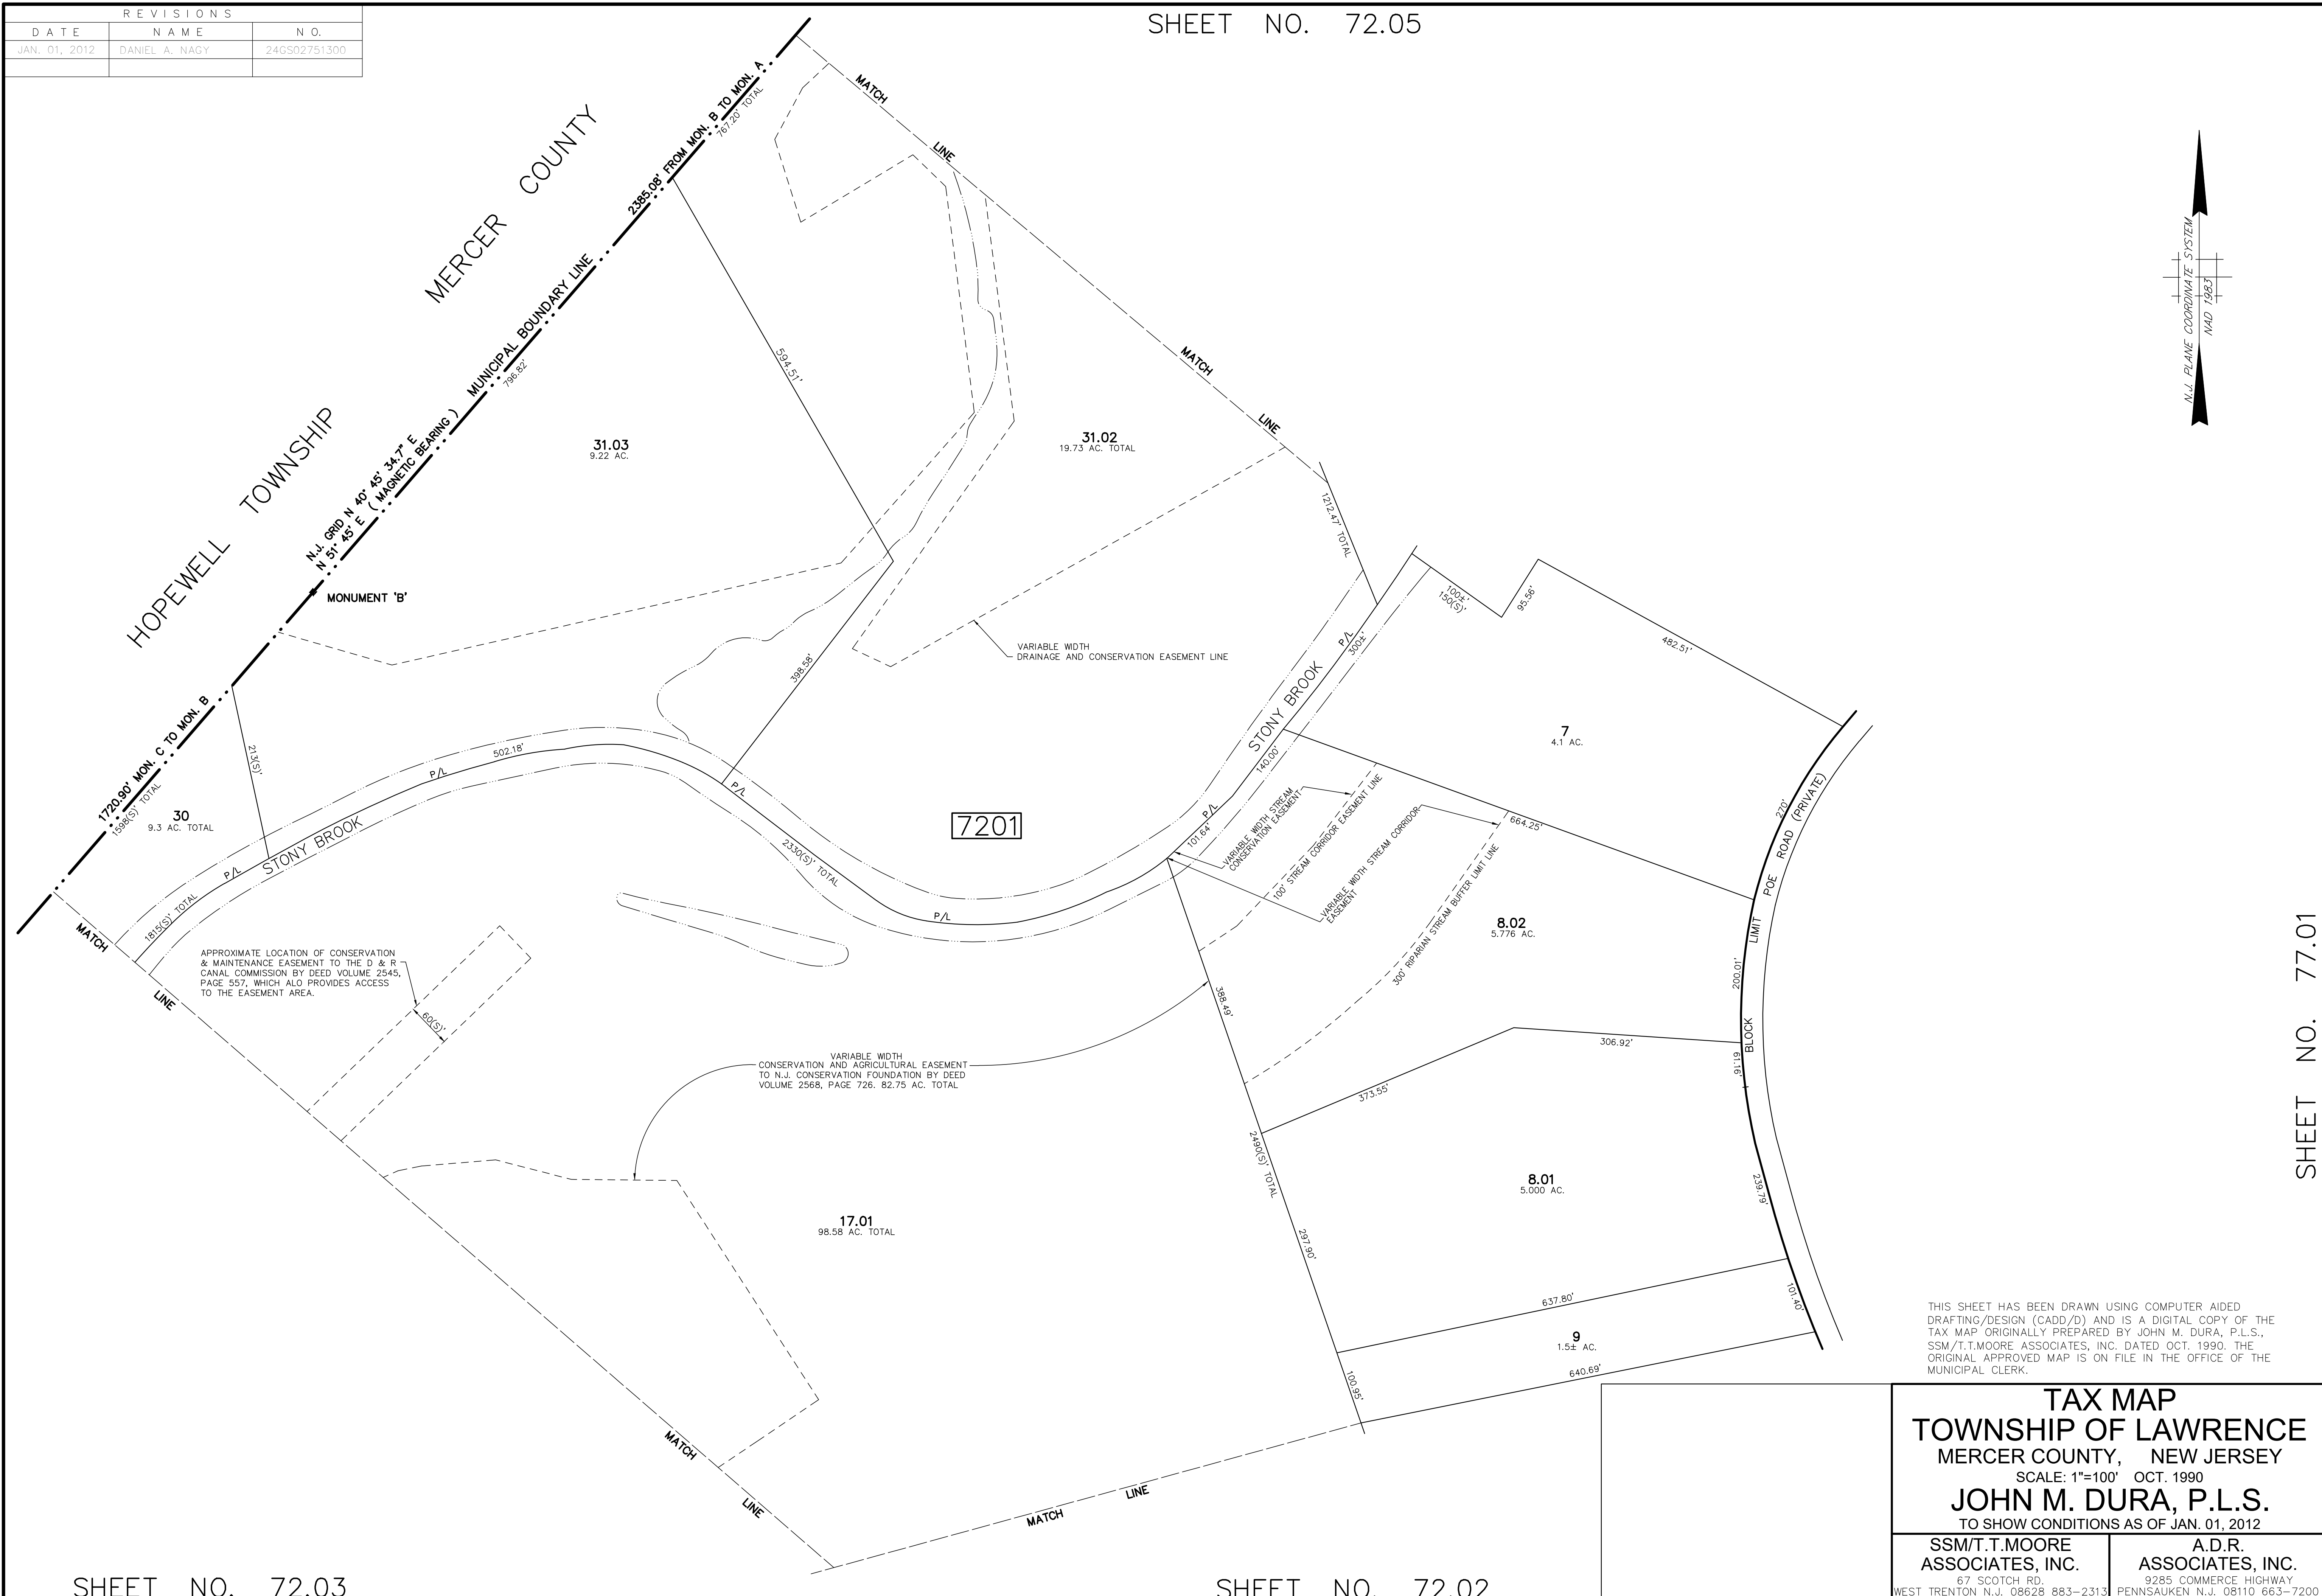 REVISIONS
DATE NAME NO.
JAN. 01, 2012 DANIEL A. NAGY 24GS02751300
SHEET NO. 72.05
MATCH
LINE
MATCH
LINE
2385.08' FROM MON. B TO MON. A
767.20' TOTAL
MERCER COUNTY
HOPEWELL TOWNSHIP
MUNICIPAL BOUNDARY LINE
796.82'
N.J. GRID N 40° 45' 34.7" E
N 51° 45' E ( MAGNETIC BEARING )
MONUMENT 'B'
1720.90' MON. C TO MON. B
1598(S)' TOTAL
N.J. PLANE COORDINATE SYSTEM
NAD 1983
594.51'
31.03
9.22 AC.
31.02
19.73 AC. TOTAL
1212.47' TOTAL
398.58'
VARIABLE WIDTH
DRAINAGE AND CONSERVATION EASEMENT LINE
213(S)'
30
9.3 AC. TOTAL
502.18'
P/L
P/L
STONY BROOK
1815(S)' TOTAL
P/L
2330(S)' TOTAL
P/L
7201
STONY BROOK
P/L
300±'
140.00'
P/L
101.64'
100±'
150(S)'
95.56'
482.51'
7
4.1 AC.
270'
664.25'
VARIABLE WIDTH STREAM
CONSERVATION EASEMENT
100' STREAM CORRIDOR EASEMENT LINE
VARIABLE WIDTH STREAM CORRIDOR
EASEMENT
300' RIPARIAN STREAM BUFFER LIMIT LINE
8.02
5.776 AC.
BLOCK LIMIT
POE ROAD (PRIVATE)
200.01'
61.16'
306.92'
373.55'
388.49'
2490(S)' TOTAL
8.01
5.000 AC.
239.79'
297.90'
637.80'
101.40'
9
1.5± AC.
640.69'
100.95'
MATCH
LINE
APPROXIMATE LOCATION OF CONSERVATION
& MAINTENANCE EASEMENT TO THE D & R
CANAL COMMISSION BY DEED VOLUME 2545,
PAGE 557, WHICH ALO PROVIDES ACCESS
TO THE EASEMENT AREA.
60(S)'
VARIABLE WIDTH
CONSERVATION AND AGRICULTURAL EASEMENT
TO N.J. CONSERVATION FOUNDATION BY DEED
VOLUME 2568, PAGE 726. 82.75 AC. TOTAL
17.01
98.58 AC. TOTAL
MATCH
LINE
MATCH
LINE
SHEET NO. 77.01
THIS SHEET HAS BEEN DRAWN USING COMPUTER AIDED
DRAFTING/DESIGN (CADD/D) AND IS A DIGITAL COPY OF THE
TAX MAP ORIGINALLY PREPARED BY JOHN M. DURA, P.L.S.,
SSM/T.T.MOORE ASSOCIATES, INC. DATED OCT. 1990. THE
ORIGINAL APPROVED MAP IS ON FILE IN THE OFFICE OF THE
MUNICIPAL CLERK.
TAX MAP
TOWNSHIP OF LAWRENCE
MERCER COUNTY, NEW JERSEY
SCALE: 1"=100' OCT. 1990
JOHN M. DURA, P.L.S.
TO SHOW CONDITIONS AS OF JAN. 01, 2012
SSM/T.T.MOORE
ASSOCIATES, INC.
67 SCOTCH RD.
WEST TRENTON N.J. 08628 883-2313
A.D.R.
ASSOCIATES, INC.
9285 COMMERCE HIGHWAY
PENNSAUKEN N.J. 08110 663-7200
SHEET NO. 72.03
SHEET NO. 72.02